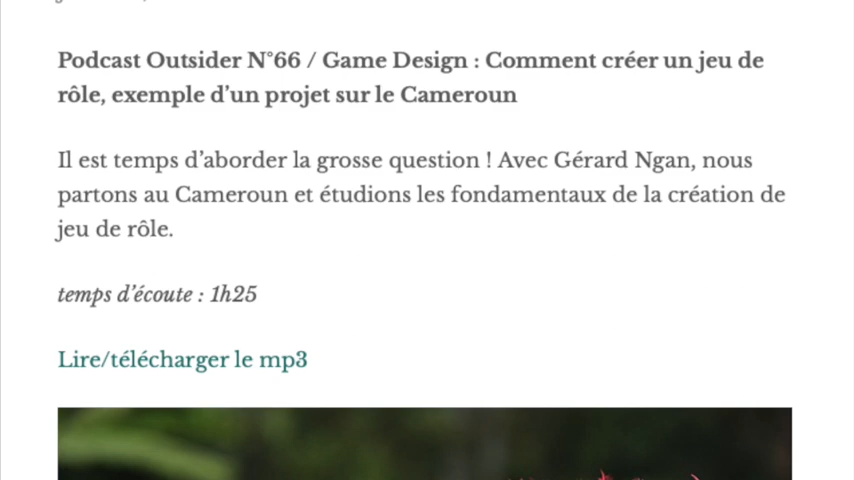 Podcast Outsider N°66 / Game Design : Comment créer un jeu de
rôle, exemple d’un projet sur le Cameroun
Il est temps d’aborder la grosse question ! Avec Gérard Ngan, nous
partons au Cameroun et étudions les fondamentaux de la création de
jeu de rôle.
temps d’écoute : 1h25
Lire/télécharger le mp3